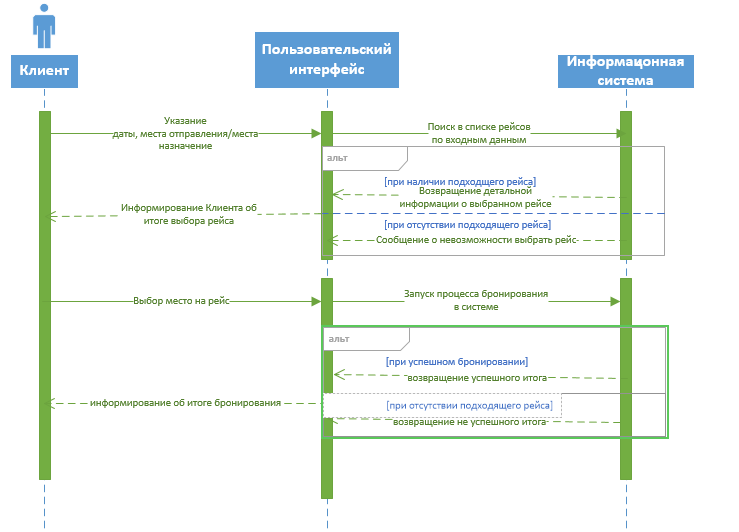 Клиент
Пользовательский
интерфейс
Информацонная
система
Указание
даты, места отправления/места
назначение
Поиск в списке рейсов
по входным данным
альт
[при наличии подходщего рейса]
Возвращение детальной
информации о выбранном рейсе
Информирование Клиента об
итоге выбора рейса
[при отсутствии подходящего рейса]
Сообщение о невозможности выбрать рейс
Выбор место на рейс
Запуск процесса бронирования
в системе
альт
[при успешном бронировании]
возвращение успешного итога
информирование об итоге бронирования
[при отсутствии подходящего рейса]
возвращение не успешного итога